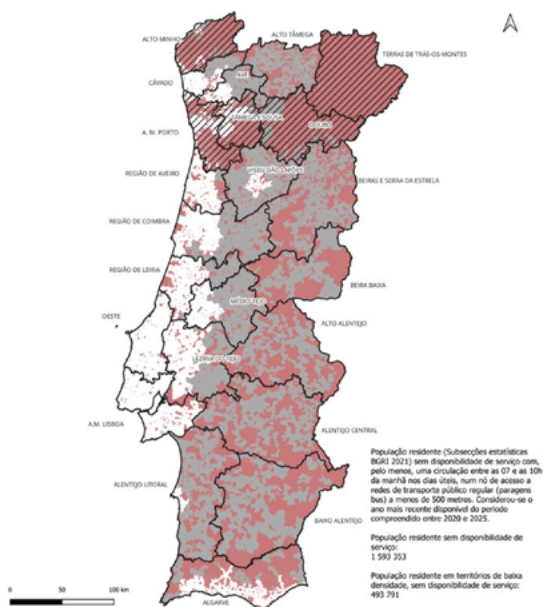 ALTO MINHO
ALTO TÂMEGA
TERRAS DE TRÁS-OS-MONTES
CÁVADO
AVE
A. M. PORTO
TÂMEGA E SOUSA
DOURO
REGIÃO DE AVEIRO
VISEU DÃO LAFÕES
BEIRAS E SERRA DA ESTRELA
REGIÃO DE COIMBRA
REGIÃO DE LEIRIA
BEIRA BAIXA
MÉDIO TEJO
OESTE
ALTO ALENTEJO
LEZÍRIA DO TEJO
A.M. LISBOA
ALENTEJO CENTRAL
ALENTEJO LITORAL
BAIXO ALENTEJO
ALGARVE
População residente (Subsecções estatísticas
BGRI 2021) sem disponibilidade de serviço com,
pelo menos, uma circulação entre as 07 e as 10h
da manhã nos dias úteis, num nó de acesso a
redes de transporte público regular (paragens
bus) a menos de 500 metros. Considerou-se o
ano mais recente disponível do período
compreendido entre 2020 e 2025.
População residente sem disponibilidade de
serviço:
1 593 353
População residente em territórios de baixa
densidade, sem disponibilidade de serviço:
493 791
0 50 100 km